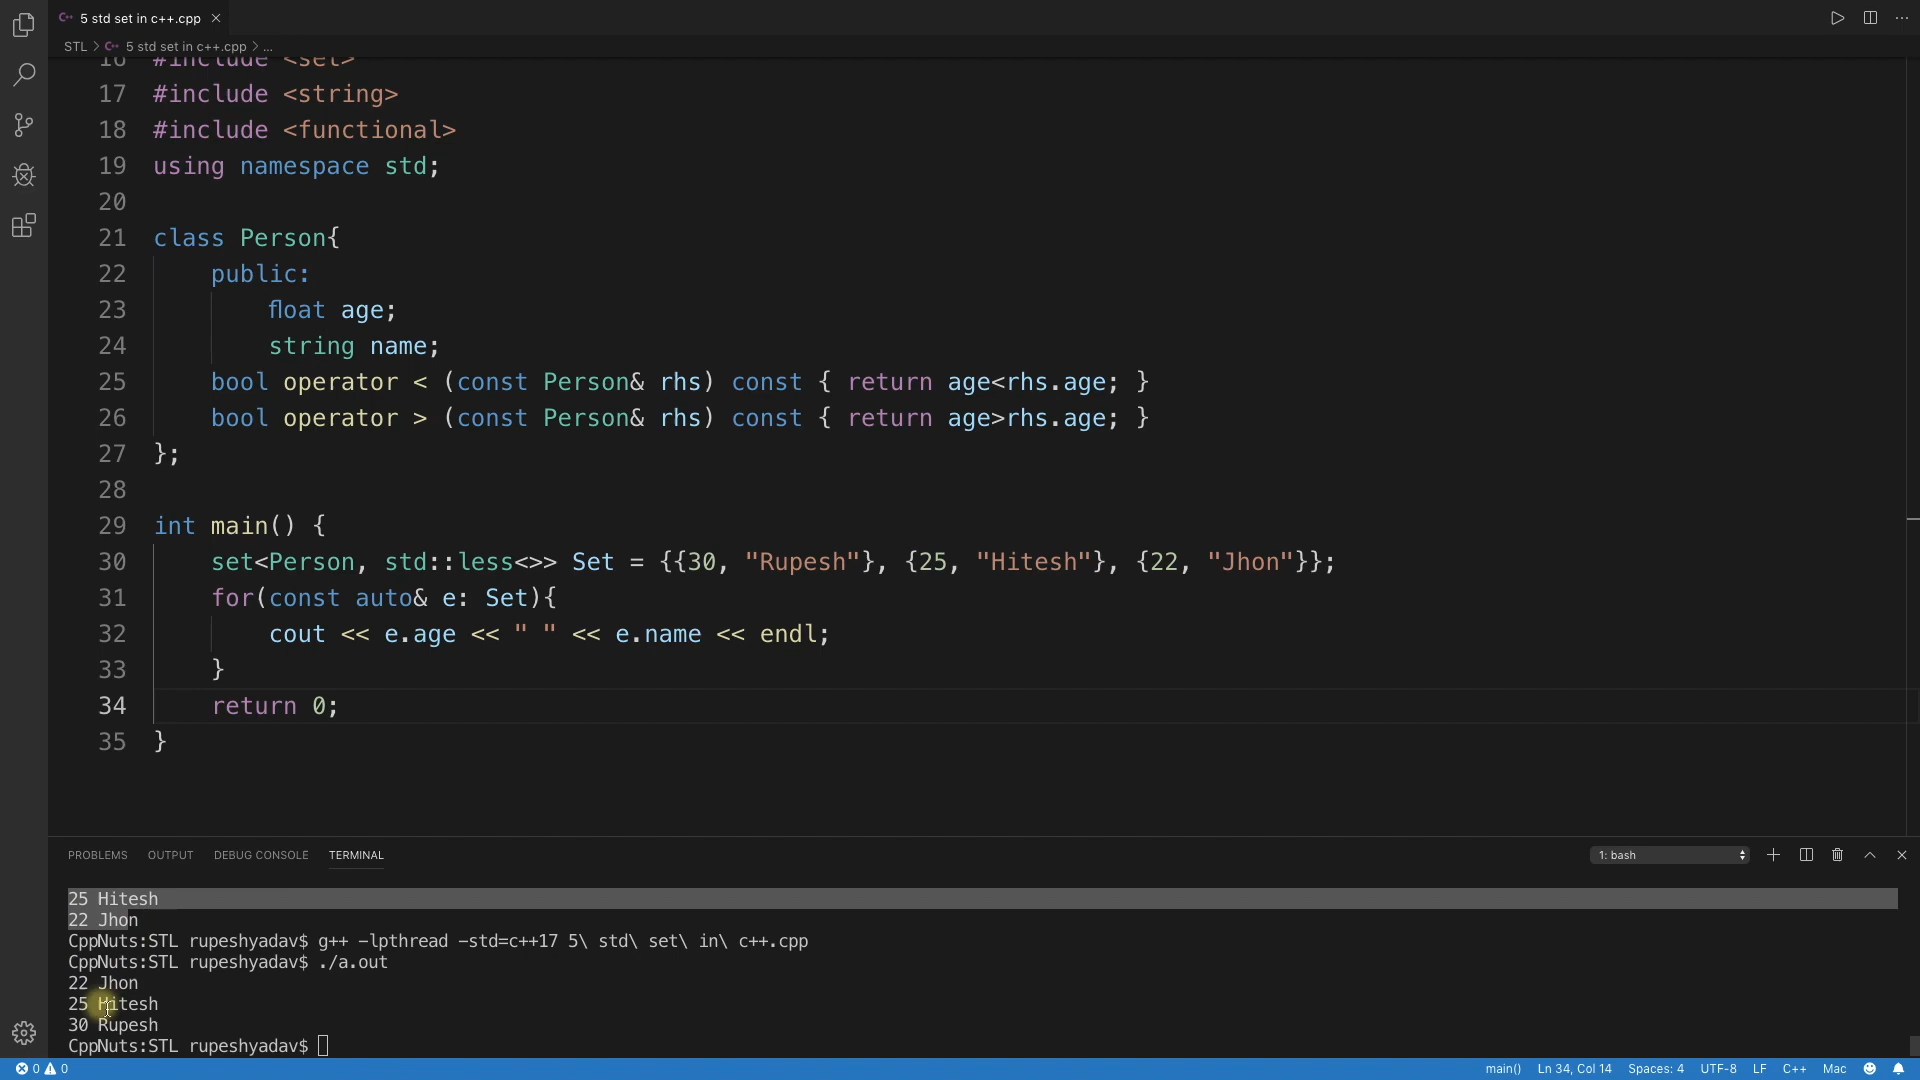 5 std set in c++.cpp
STL > 5 std set in c++.cpp > ...
16 #include <set>
17 #include <string>
18 #include <functional>
19 using namespace std;
20
21 class Person{
22 public:
23 float age;
24 string name;
25 bool operator < (const Person& rhs) const { return age<rhs.age; }
26 bool operator > (const Person& rhs) const { return age>rhs.age; }
27 };
28
29 int main() {
30 set<Person, std::less<>> Set = {{30, "Rupesh"}, {25, "Hitesh"}, {22, "Jhon"}};
31 for(const auto& e: Set){
32 cout << e.age << " " << e.name << endl;
33 }
34 return 0;
35 }
PROBLEMS OUTPUT DEBUG CONSOLE TERMINAL 1: bash
25 Hitesh
22 Jhon
CppNuts:STL rupeshyadav$ g++ -lpthread -std=c++17 5\ std\ set\ in\ c++.cpp
CppNuts:STL rupeshyadav$ ./a.out
22 Jhon
25 Hitesh
30 Rupesh
CppNuts:STL rupeshyadav$
0 0 main() Ln 34, Col 14 Spaces: 4 UTF-8 LF C++ Mac